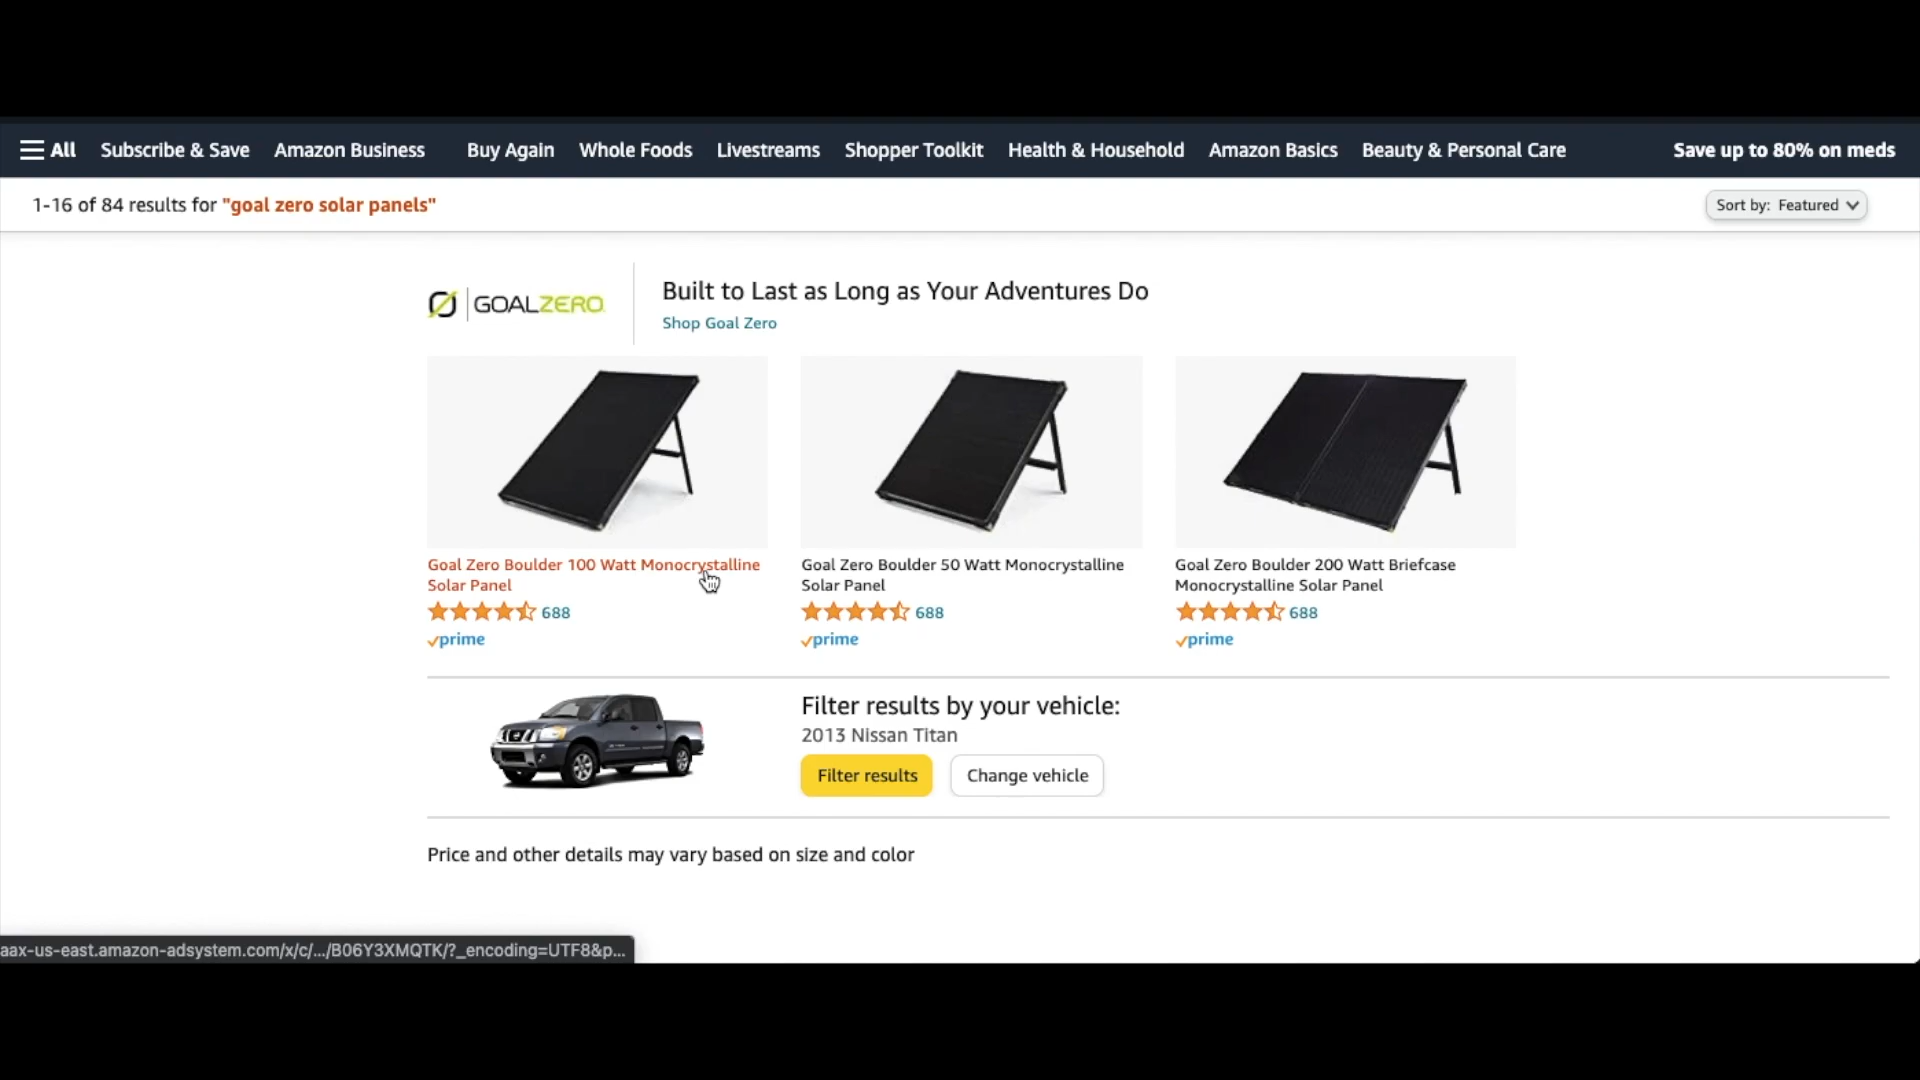 All Subscribe & Save Amazon Business Buy Again Whole Foods Livestreams Shopper Toolkit Health & Household Amazon Basics Beauty & Personal Care Save up to 80% on meds
1-16 of 84 results for "goal zero solar panels"
Sort by: Featured
GOALZERO
Built to Last as Long as Your Adventures Do
Shop Goal Zero
Goal Zero Boulder 100 Watt Monocrystalline
Solar Panel
688
prime
Goal Zero Boulder 50 Watt Monocrystalline
Solar Panel
688
prime
Goal Zero Boulder 200 Watt Briefcase
Monocrystalline Solar Panel
688
prime
Filter results by your vehicle:
2013 Nissan Titan
Filter results
Change vehicle
Price and other details may vary based on size and color
aax-us-east.amazon-adsystem.com/x/c/.../B06Y3XMQTK/?_encoding=UTF8&p...